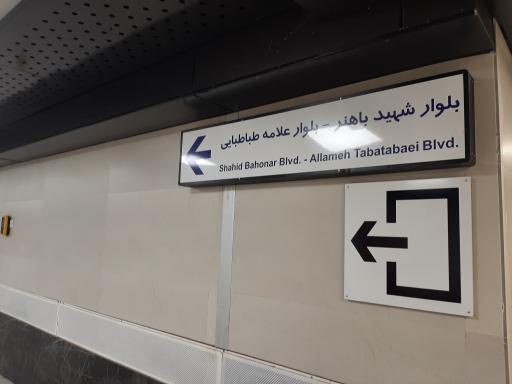 بلوار شهید باهنر - بلوار علامه طباطبایی
Shahid Bahonar Blvd. - Allameh Tabatabaei Blvd.